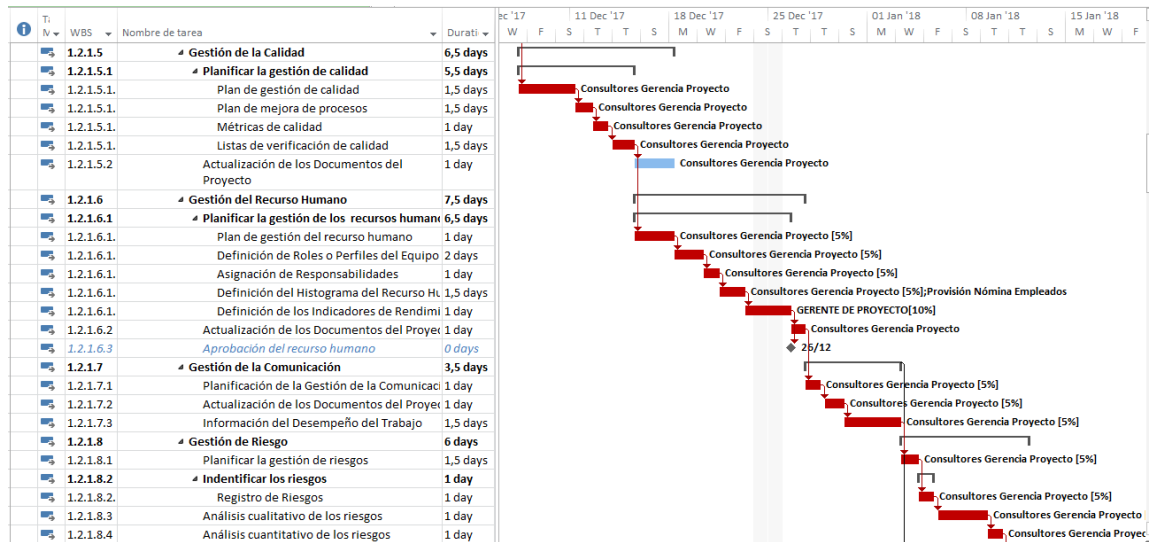 Ta
M WBS Nombre de tarea Durati
ec '17 11 Dec '17 18 Dec '17 25 Dec '17 01 Jan '18 08 Jan '18 15 Jan '18
W F S T T S M W F S T T S M W F S T T S M W F
1.2.1.5 Gestión de la Calidad 6,5 days
1.2.1.5.1 Planificar la gestión de calidad 5,5 days
1.2.1.5.1. Plan de gestión de calidad 1,5 days Consultores Gerencia Proyecto
1.2.1.5.1. Plan de mejora de procesos 1,5 days Consultores Gerencia Proyecto
1.2.1.5.1. Métricas de calidad 1 day Consultores Gerencia Proyecto
1.2.1.5.1. Listas de verificación de calidad 1,5 days Consultores Gerencia Proyecto
1.2.1.5.2 Actualización de los Documentos del 1 day Consultores Gerencia Proyecto
Proyecto
1.2.1.6 Gestión del Recurso Humano 7,5 days
1.2.1.6.1 Planificar la gestión de los recursos humano 6,5 days
1.2.1.6.1. Plan de gestión del recurso humano 1 day Consultores Gerencia Proyecto [5%]
1.2.1.6.1. Definición de Roles o Perfiles del Equipo 2 days Consultores Gerencia Proyecto [5%]
1.2.1.6.1. Asignación de Responsabilidades 1 day Consultores Gerencia Proyecto [5%]
1.2.1.6.1. Definición del Histograma del Recurso Hu 1,5 days Consultores Gerencia Proyecto [5%];Provisión Nómina Empleados
1.2.1.6.1. Definición de los Indicadores de Rendimi 1 day GERENTE DE PROYECTO[10%]
1.2.1.6.2 Actualización de los Documentos del Proyec 1 day Consultores Gerencia Proyecto
1.2.1.6.3 Aprobación del recurso humano 0 days 26/12
1.2.1.7 Gestión de la Comunicación 3,5 days
1.2.1.7.1 Planificación de la Gestión de la Comunicaci 1 day Consultores Gerencia Proyecto [5%]
1.2.1.7.2 Actualización de los Documentos del Proyec 1 day Consultores Gerencia Proyecto [5%]
1.2.1.7.3 Información del Desempeño del Trabajo 1,5 days Consultores Gerencia Proyecto [5%]
1.2.1.8 Gestión de Riesgo 6 days
1.2.1.8.1 Planificar la gestión de riesgos 1,5 days Consultores Gerencia Proyecto [5%]
1.2.1.8.2 Indentificar los riesgos 1 day
1.2.1.8.2. Registro de Riesgos 1 day Consultores Gerencia Proyecto [5%]
1.2.1.8.3 Análisis cualitativo de los riesgos 1 day Consultores Gerencia Proyecto
1.2.1.8.4 Análisis cuantitativo de los riesgos 1 day Consultores Gerencia Proyec